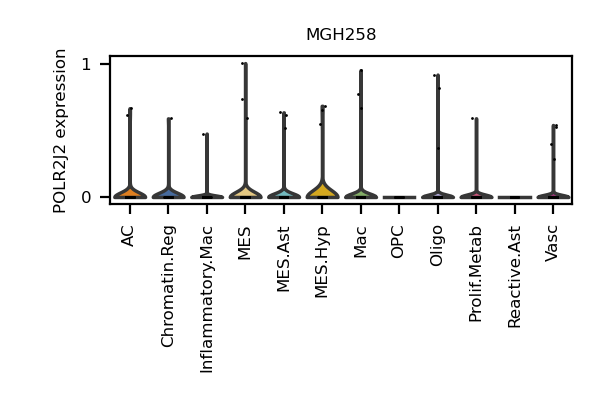 MGH258
POLR2J2 expression
1
0
AC
Chromatin.Reg
Inflammatory.Mac
MES
MES.Ast
MES.Hyp
Mac
OPC
Oligo
Prolif.Metab
Reactive.Ast
Vasc